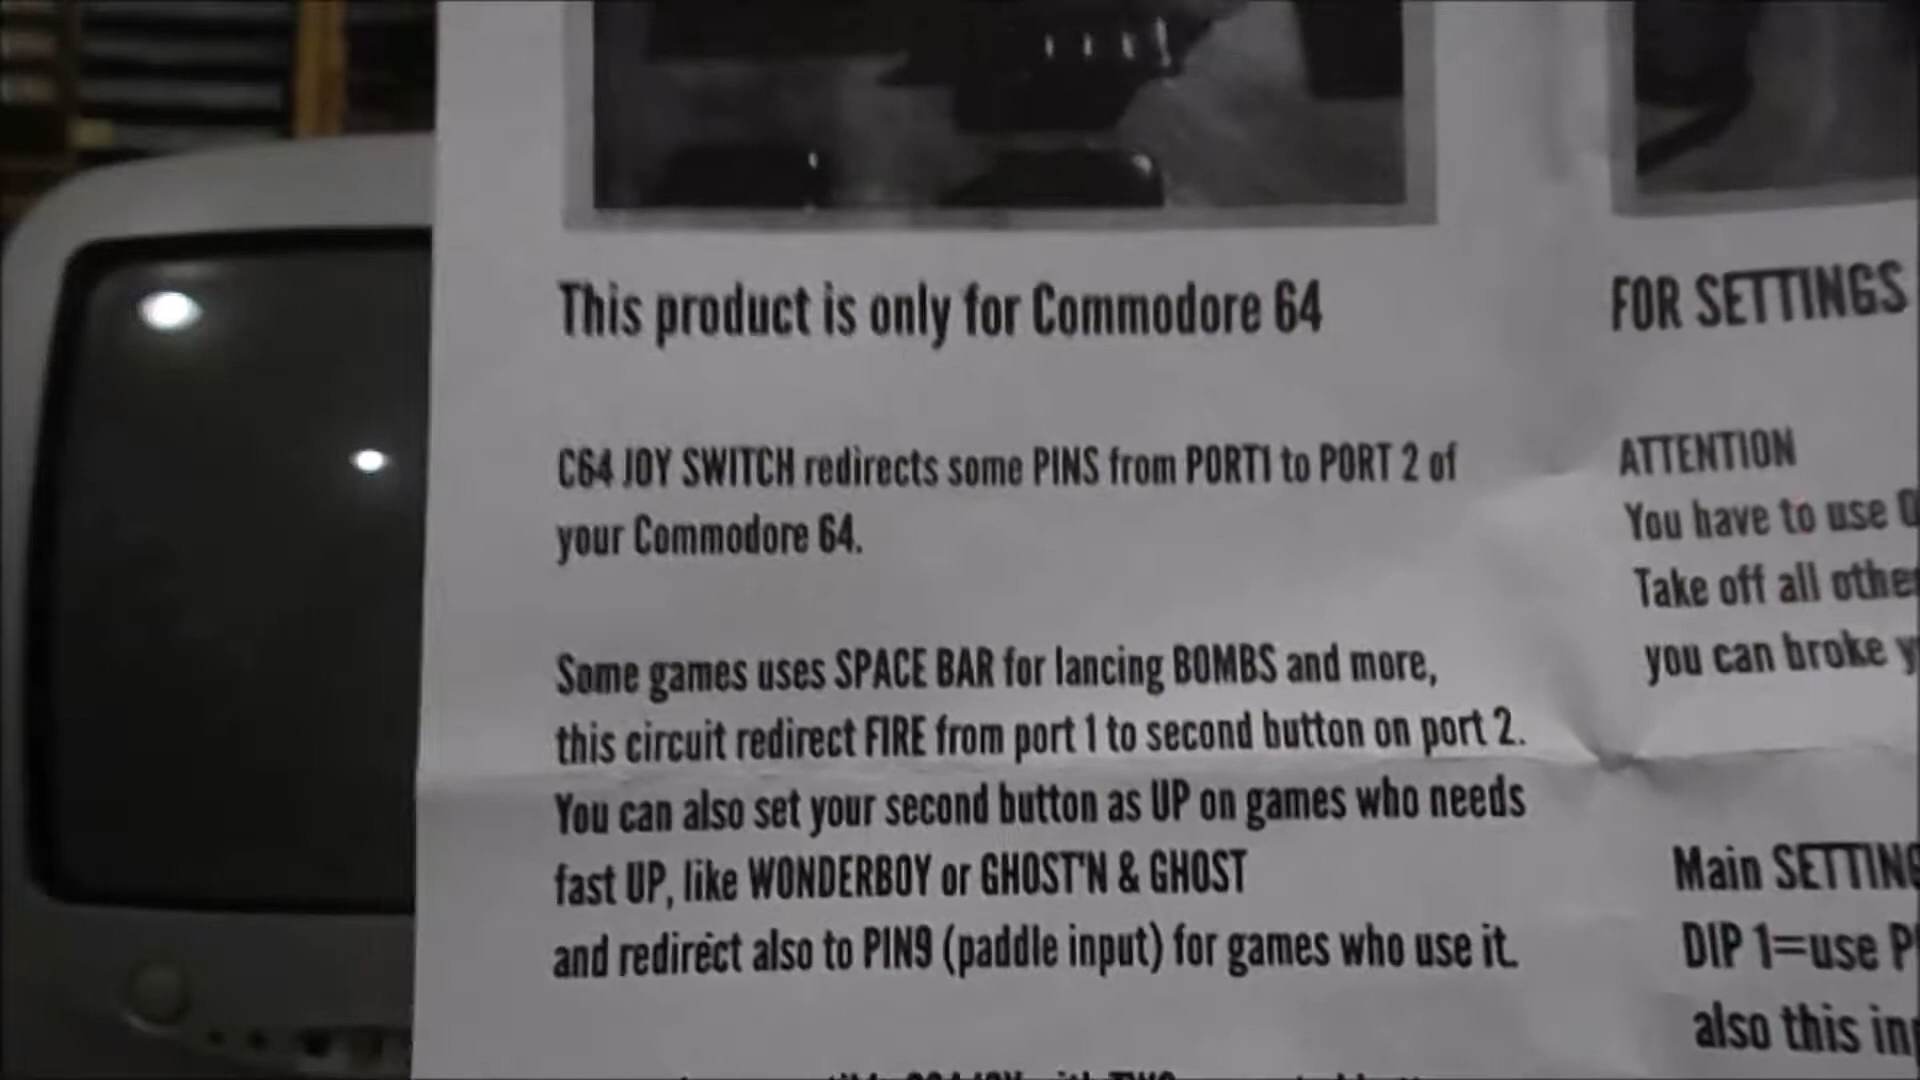 This product is only for Commodore 64
C64 JOY SWITCH redirects some PINS from PORT1 to PORT 2 of
your Commodore 64.
Some games uses SPACE BAR for lancing BOMBS and more,
this circuit redirect FIRE from port 1 to second button on port 2.
You can also set your second button as UP on games who needs
fast UP, like WONDERBOY or GHOST'N & GHOST
and redirect also to PIN9 (paddle input) for games who use it.
FOR SETTINGS
ATTENTION
You have to use
Take off all
you can broke
Main
DIP 1=use
also this